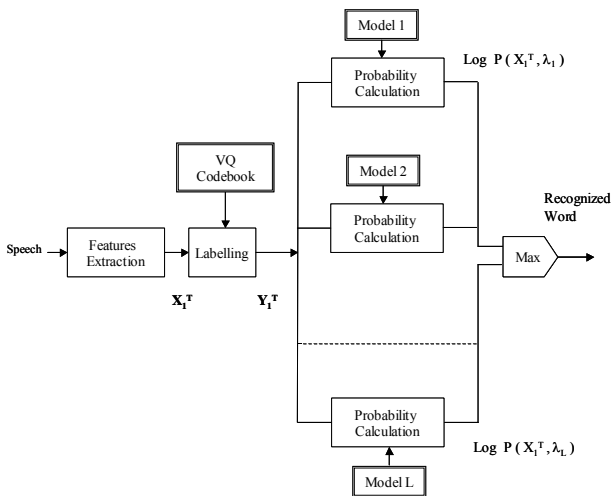 Model 1
Probability
Calculation
Log P ( X₁ᵀ , λ₁ )
VQ
Codebook
Model 2
Probability
Calculation
Recognized
Word
Speech
Features
Extraction
Labelling
Max
X₁ᵀ
Y₁ᵀ
Probability
Calculation
Log P ( X₁ᵀ , λL )
Model L